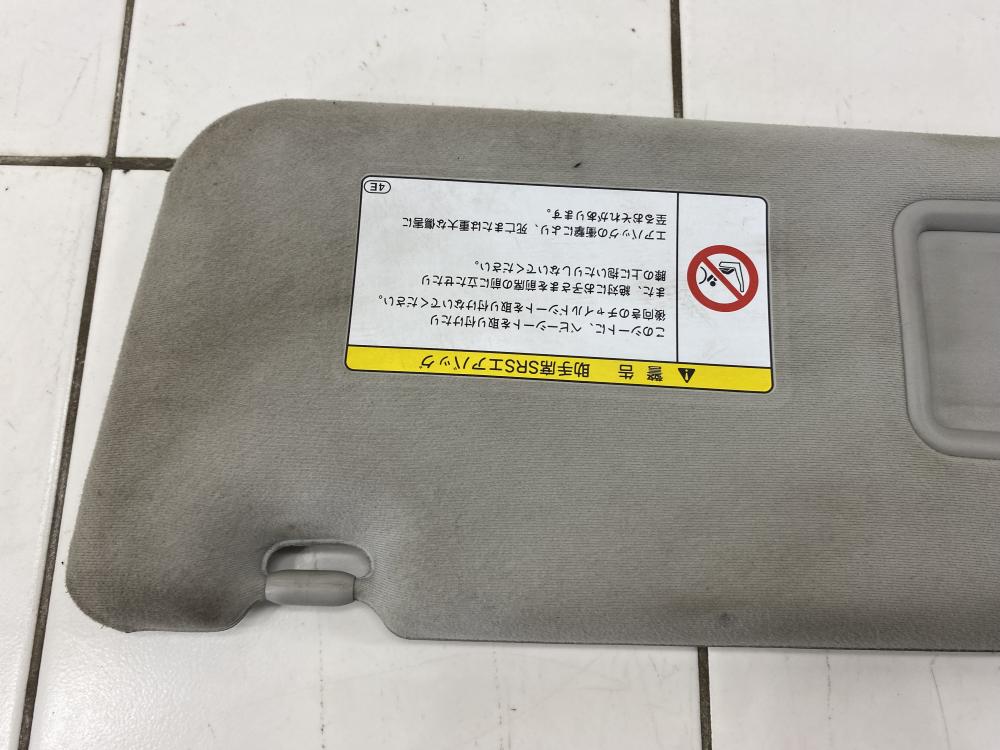 警 告 助手席SRSエアバッグ
このシートに、ベビーシートを取り付けたり
後向きのチャイルドシートを取り付けないでください。
また、絶対にお子さまを前席の前に立たせたり
膝の上に抱いたりしないでください。
エアバッグの衝撃により、死亡または重大な傷害に
至るおそれがあります。
4E